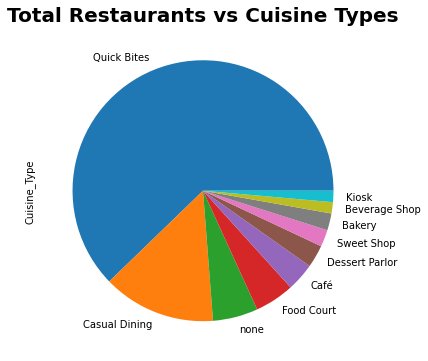 Total Restaurants vs Cuisine Types
Quick Bites
Cuisine_Type
Kiosk
Beverage Shop
Bakery
Sweet Shop
Dessert Parlor
Café
Food Court
none
Casual Dining